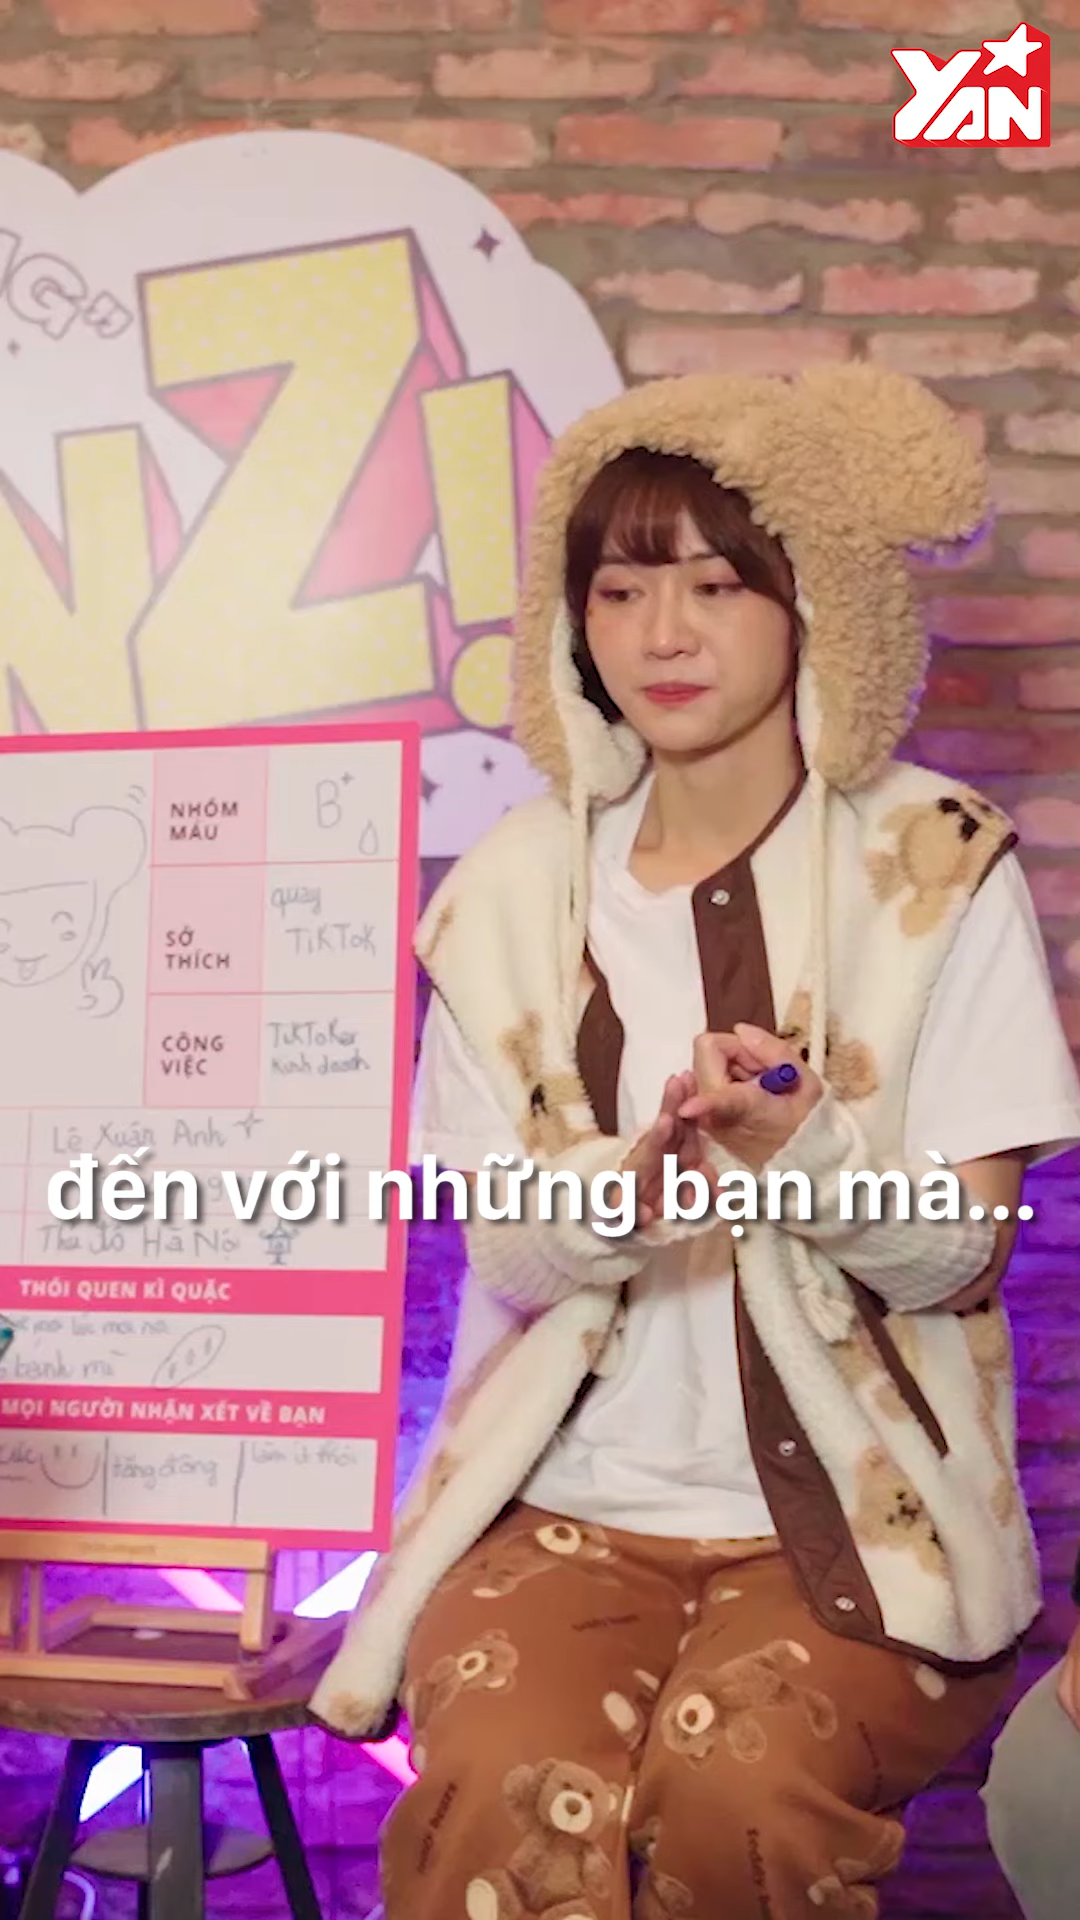 YAN
NZ!
NHÓM
MÁU
B+
SỞ
THÍCH
quay
TikTok
CÔNG
VIỆC
TikToker
Kinh doanh
Lê Xuân Anh
đến với những bạn mà...
Thủ đô Hà Nội
THÓI QUEN KÌ QUẶC
bánh mì
MỌI NGƯỜI NHẬN XÉT VỀ BẠN
tăng động